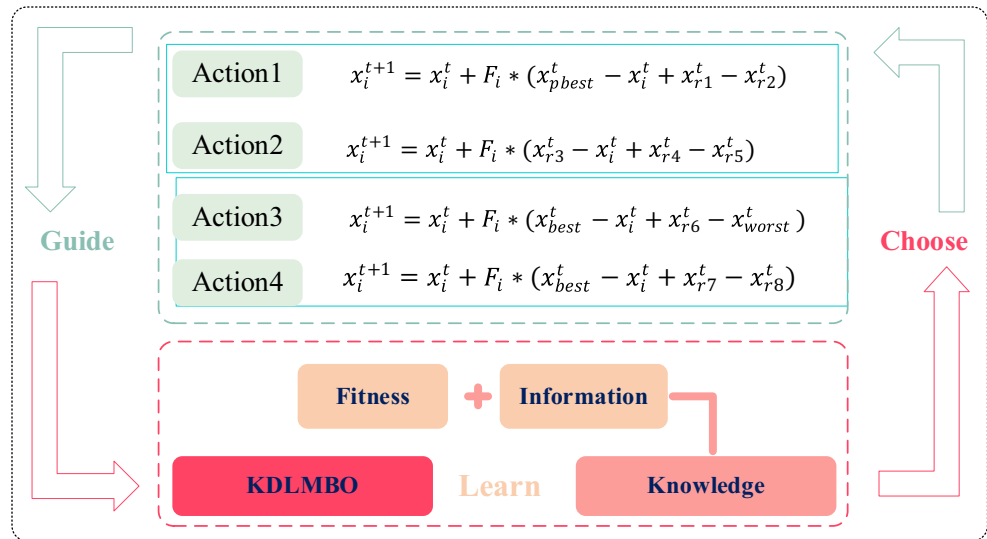 Action1 $x_i^{t+1} = x_i^t + F_i * (x_{pbest}^t - x_i^t + x_{r1}^t - x_{r2}^t)$
Action2 $x_i^{t+1} = x_i^t + F_i * (x_{r3}^t - x_i^t + x_{r4}^t - x_{r5}^t)$
Action3 $x_i^{t+1} = x_i^t + F_i * (x_{best}^t - x_i^t + x_{r6}^t - x_{worst}^t)$
Guide
Choose
Action4 $x_i^{t+1} = x_i^t + F_i * (x_{best}^t - x_i^t + x_{r7}^t - x_{r8}^t)$
Fitness + Information
KDLMBO Learn Knowledge